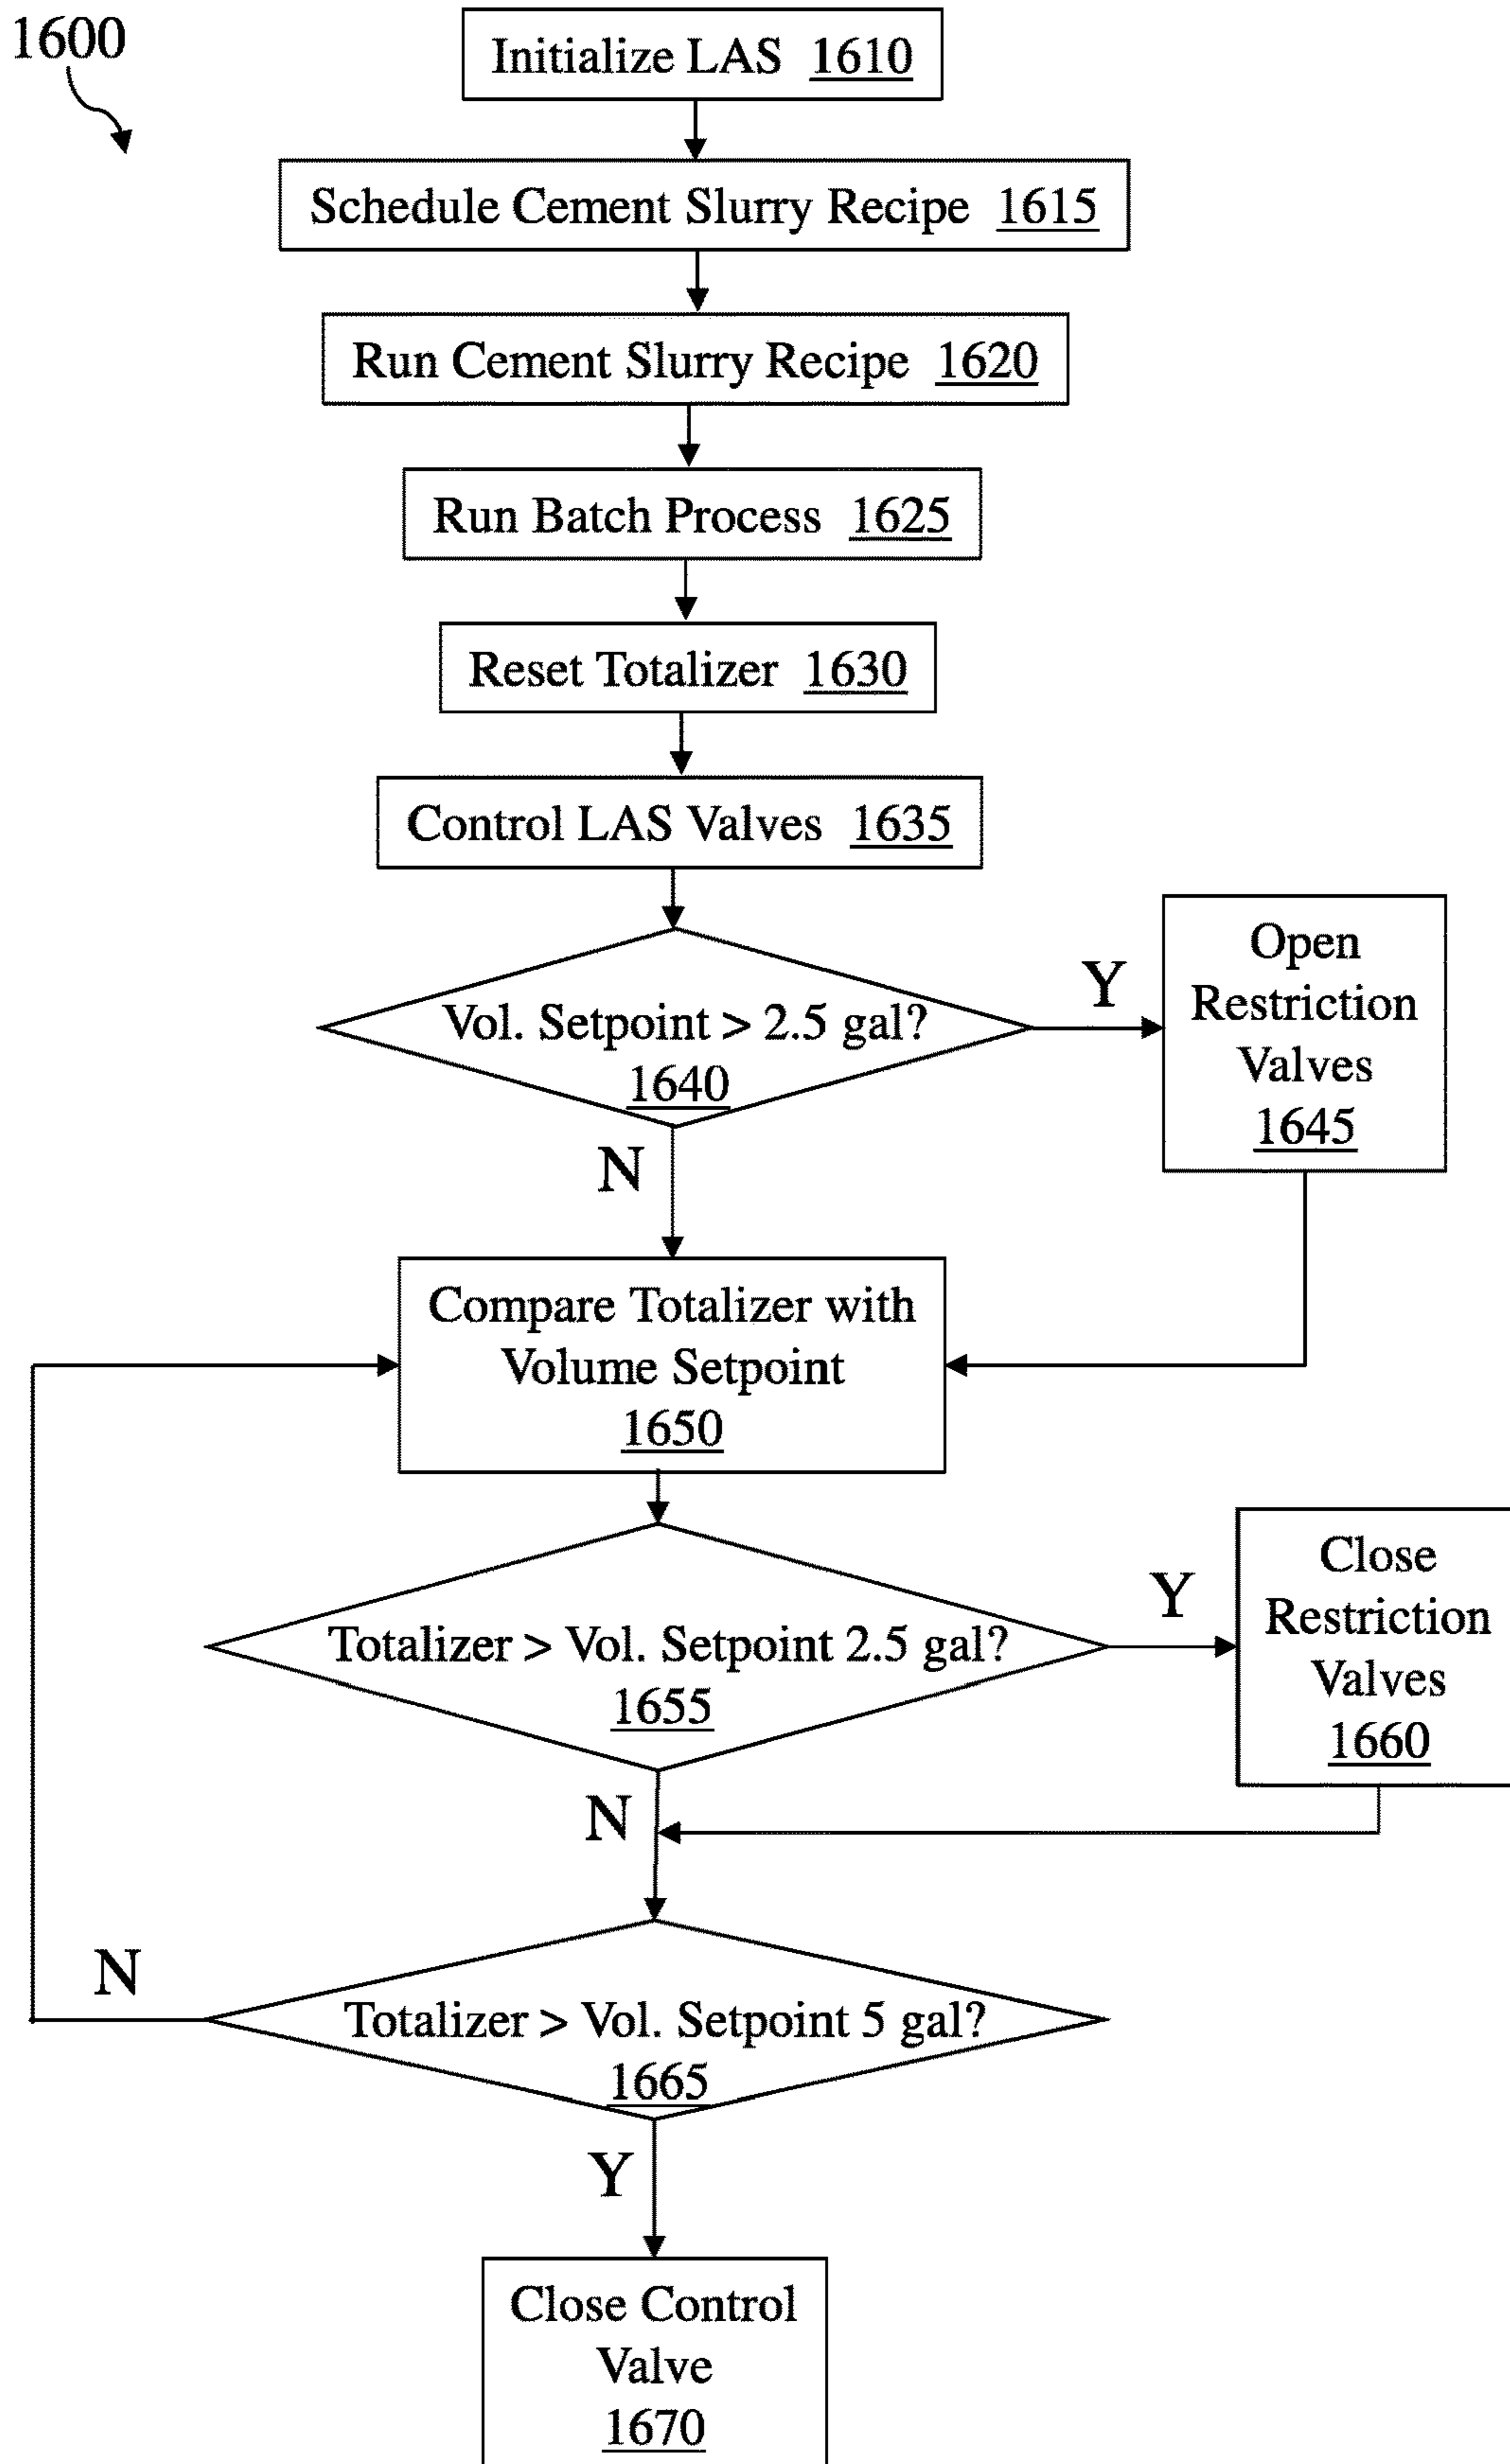 1600
Initialize LAS 1610
Schedule Cement Slurry Recipe 1615
Run Cement Slurry Recipe 1620
Run Batch Process 1625
Reset Totalizer 1630
Control LAS Valves 1635
Vol. Setpoint > 2.5 gal?
1640
Y
Open
Restriction
Valves
1645
N
Compare Totalizer with
Volume Setpoint
1650
Totalizer > Vol. Setpoint 2.5 gal?
1655
Y
Close
Restriction
Valves
1660
N
Totalizer > Vol. Setpoint 5 gal?
1665
N
Y
Close Control
Valve
1670